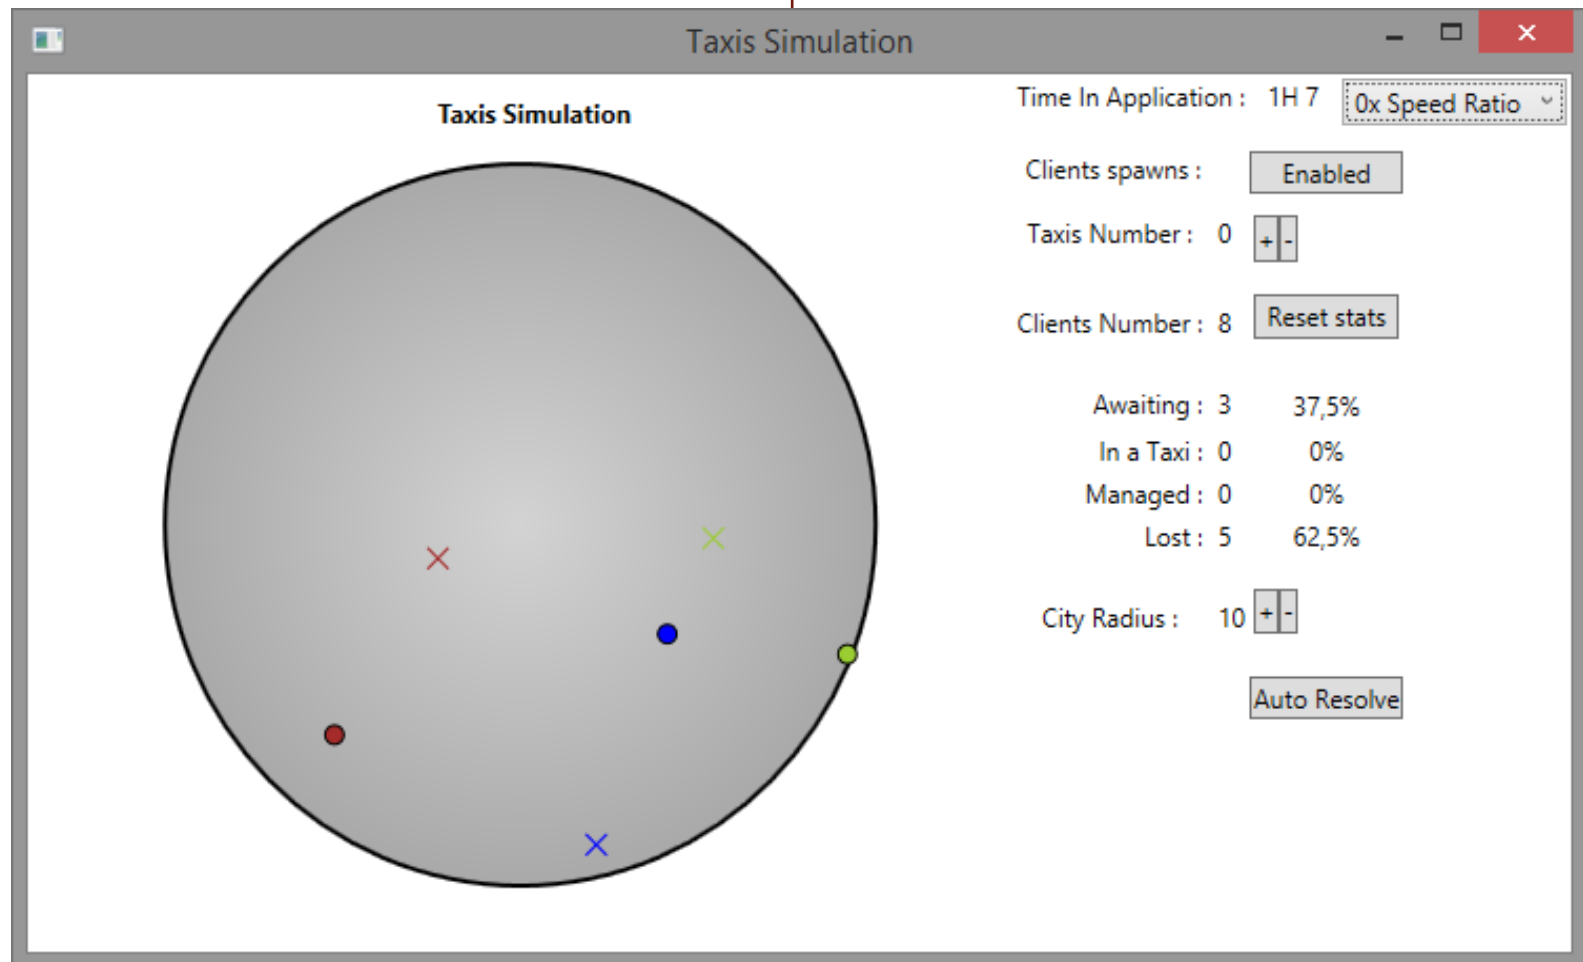 Taxis Simulation
Taxis Simulation
Time In Application : 1H 7 0x Speed Ratio
Clients spawns : Enabled
Taxis Number : 0 + -
Clients Number : 8 Reset stats
Awaiting : 3 37,5%
In a Taxi : 0 0%
Managed : 0 0%
Lost : 5 62,5%
City Radius : 10 + -
Auto Resolve